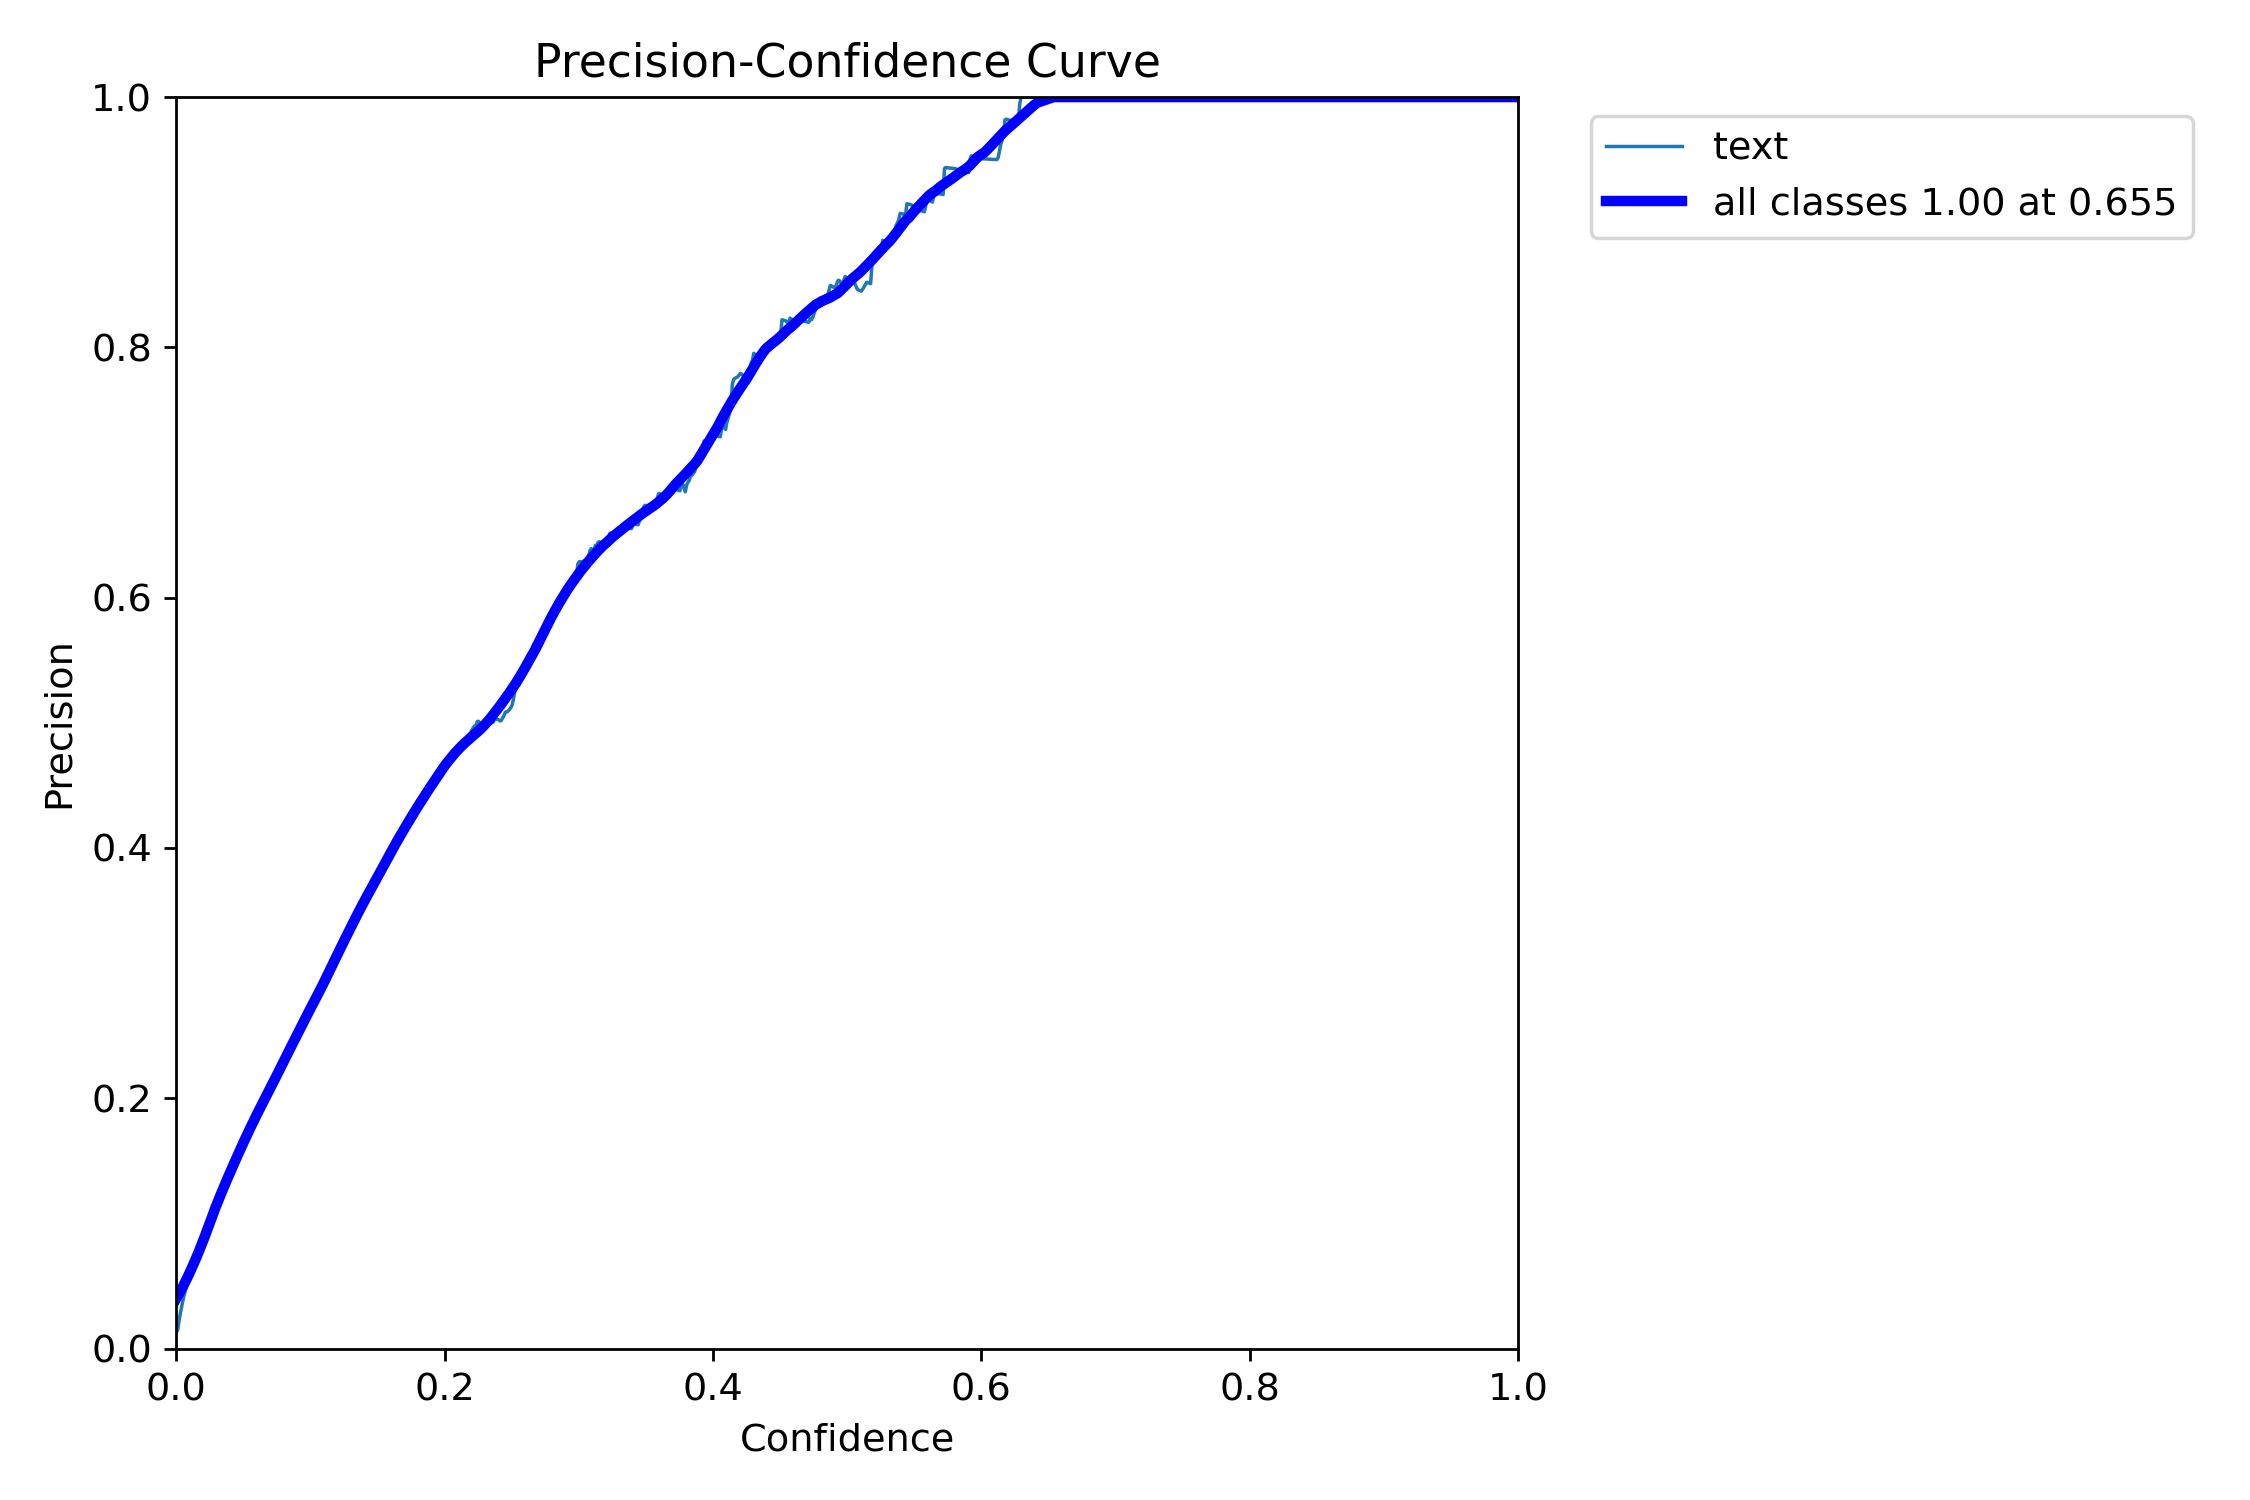 Precision-Confidence Curve
1.0
0.8
0.6
0.4
0.2
0.0
Precision
0.0 0.2 0.4 0.6 0.8 1.0
Confidence
text
all classes 1.00 at 0.655